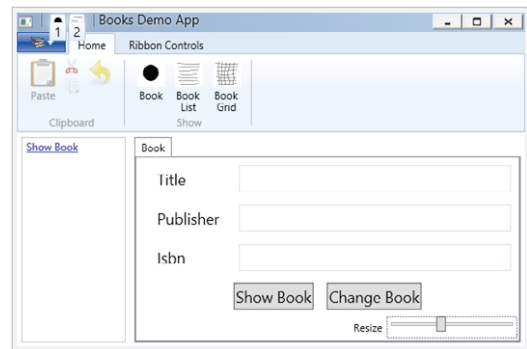 Books Demo App
1 2
Home Ribbon Controls
Paste
Book Book List Book Grid
Clipboard Show
Show Book
Book
Title
Publisher
Isbn
Show Book Change Book
Resize